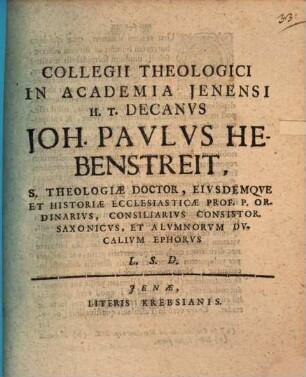 33
COLLEGII THEOLOGICI
IN ACADEMIA JENENSI
H. T. DECANVS
JOH. PAVLVS HE-
BENSTREIT,
S. THEOLOGIÆ DOCTOR, EIVSDEMQVE
ET HISTORIÆ ECCLESIASTICÆ PROF. P. OR-
DINARIVS, CONSILIARIVS CONSISTOR.
SAXONICVS, ET ALVMNORVM DV-
CALIVM EPHORVS
L. S. D.
JENÆ,
LITERIS KREBSIANIS.